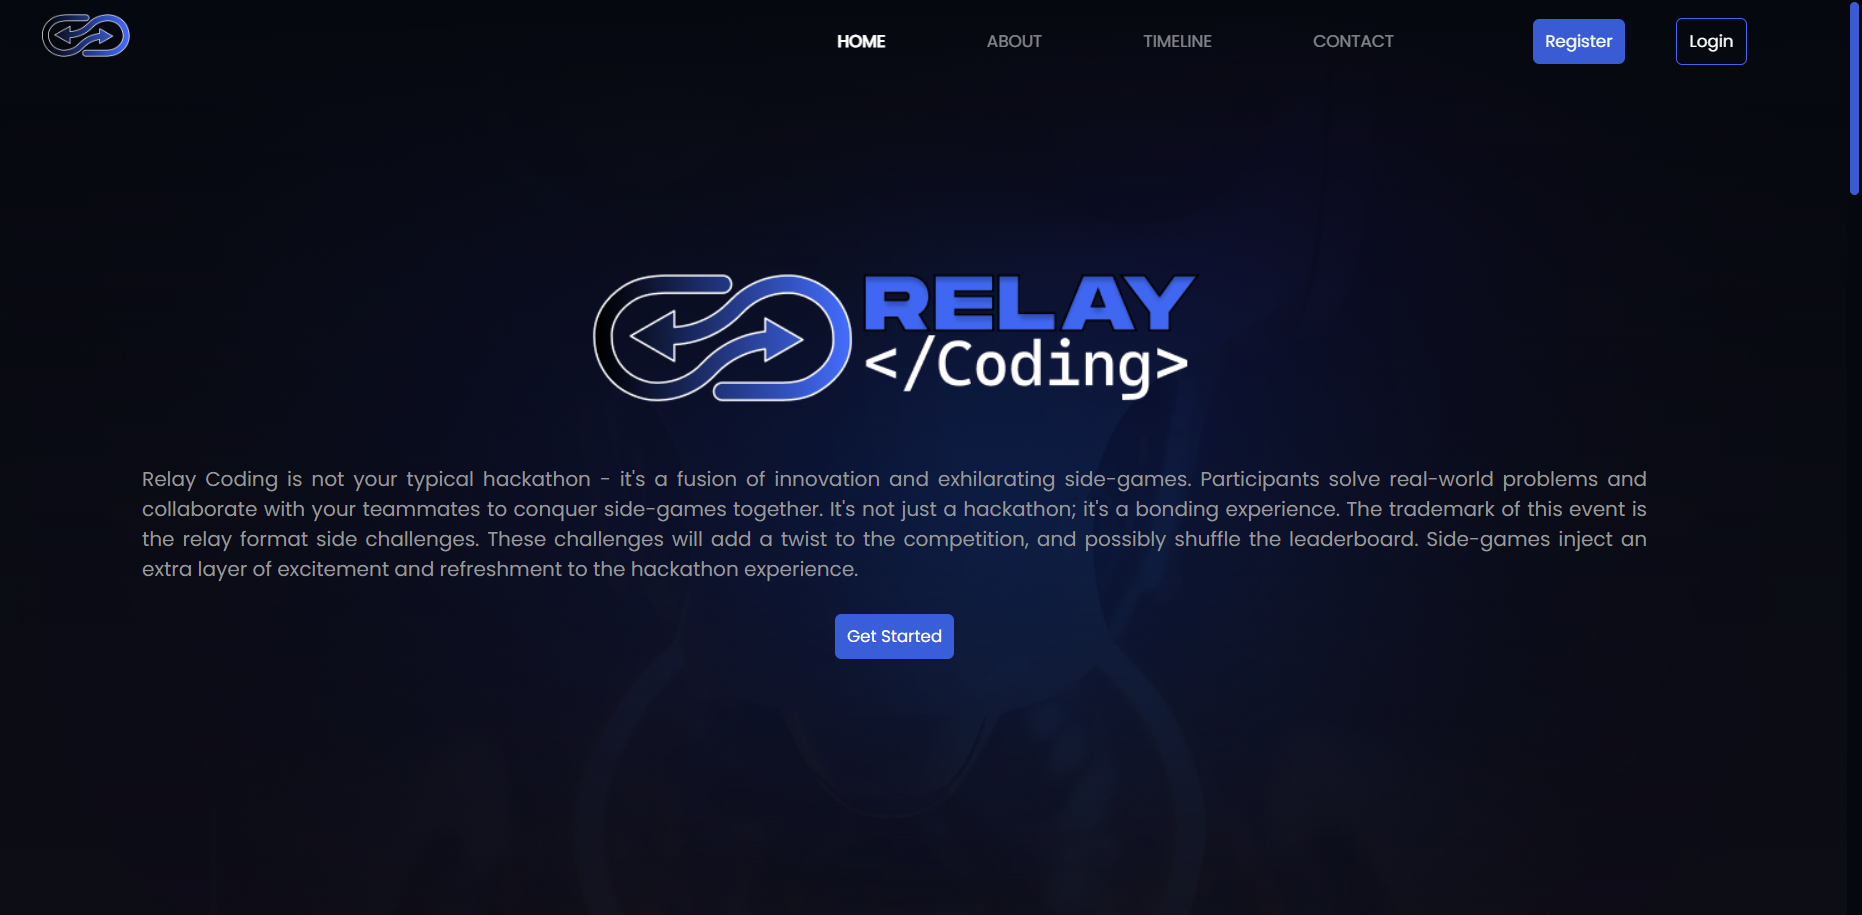 HOME ABOUT TIMELINE CONTACT Register Login
RELAY
</Coding>
Relay Coding is not your typical hackathon - it's a fusion of innovation and exhilarating side-games. Participants solve real-world problems and
collaborate with your teammates to conquer side-games together. It's not just a hackathon; it's a bonding experience. The trademark of this event is
the relay format side challenges. These challenges will add a twist to the competition, and possibly shuffle the leaderboard. Side-games inject an
extra layer of excitement and refreshment to the hackathon experience.
Get Started